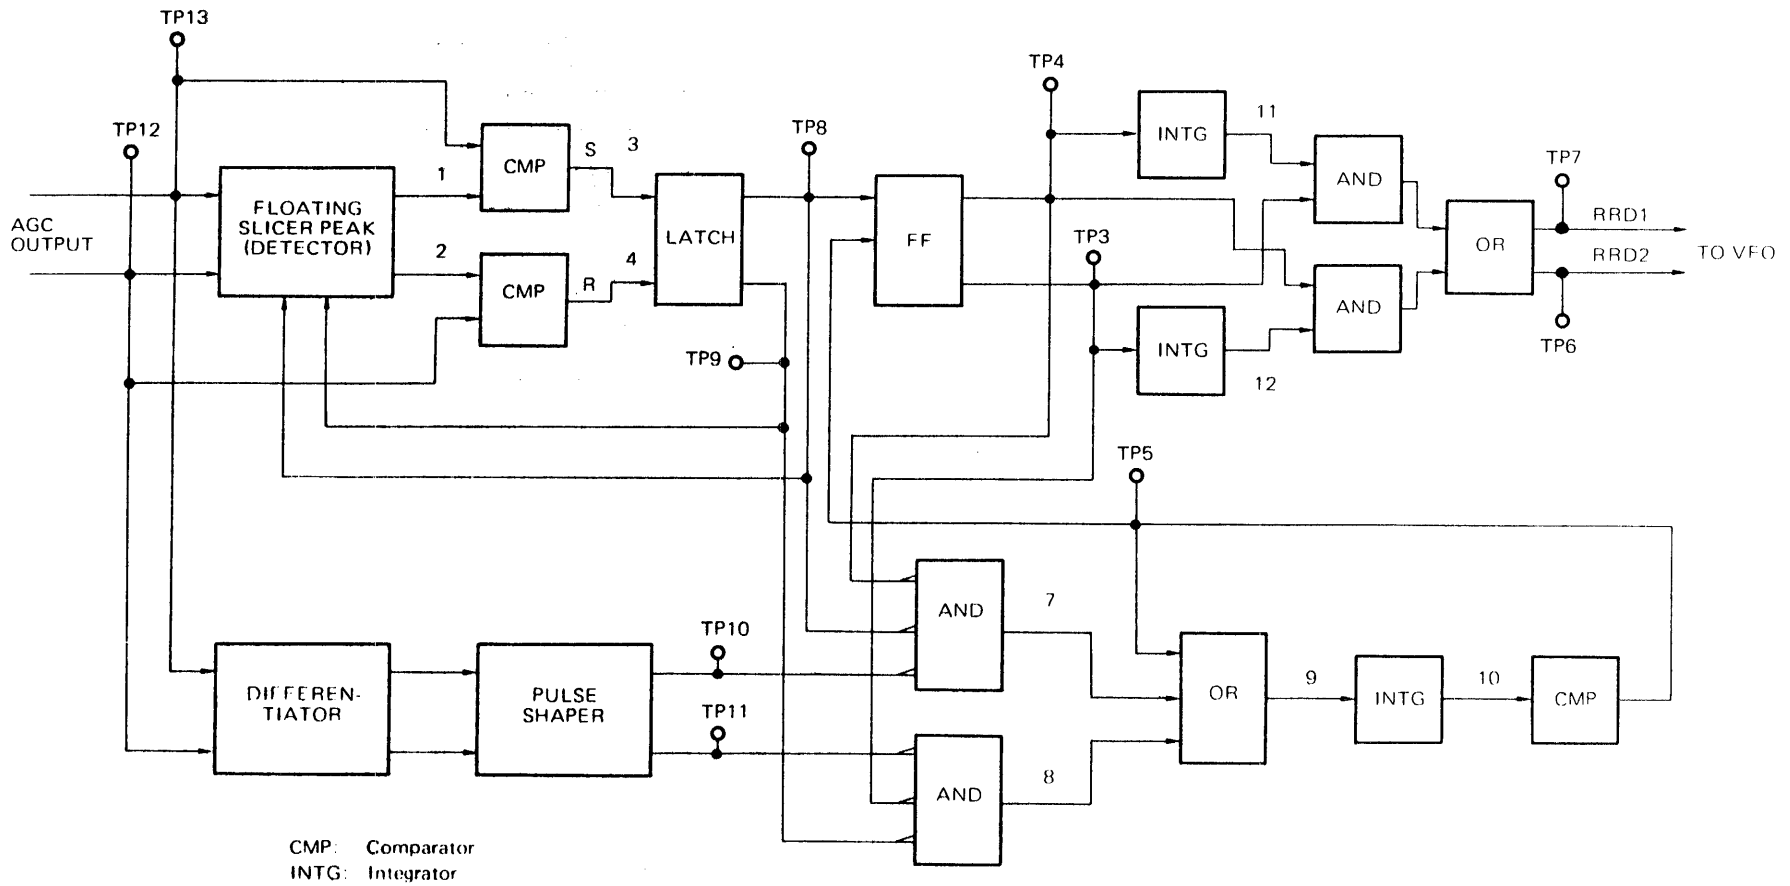 TP13
TP4
TP12
TP8
INTG
11
CMP
S
3
TP7
1
AND
FLOATING
SLICER PEAK
(DETECTOR)
AGC
OUTPUT
LATCH
FF
TP3
OR
RRD1
RRD2
TO VFO
2
CMP
R
4
AND
TP9
INTG
12
TP6
TP5
AND
7
TP10
DIFFEREN-
TIATOR
PULSE
SHAPER
TP11
OR
9
INTG
10
CMP
AND
8
CMP: Comparator
INTG: Integrator